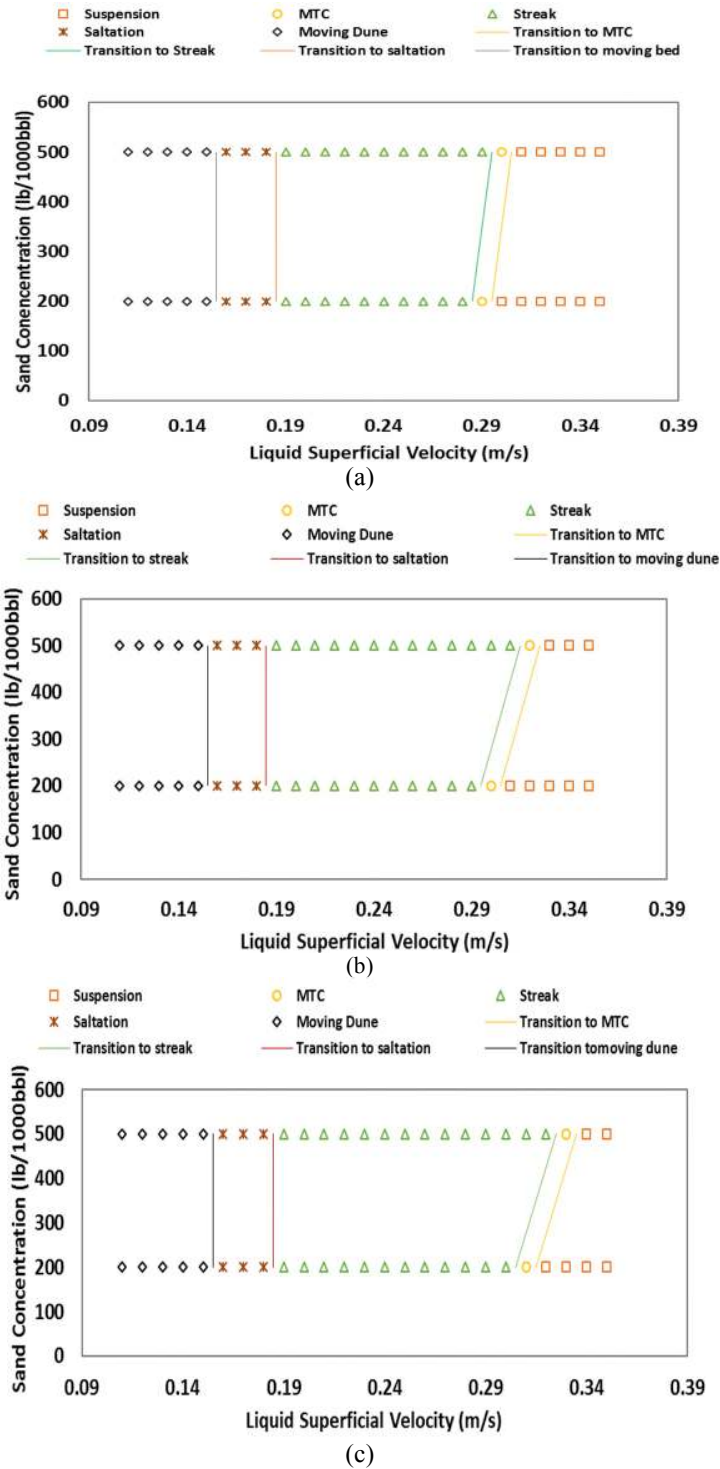 Suspension MTC Streak
Saltation Moving Dune Transition to MTC
Transition to Streak Transition to saltation Transition to moving bed
600
500
400
300
200
100
0
Sand Conencentration (lb/1000bbl)
0.09 0.14 0.19 0.24 0.29 0.34 0.39
Liquid Superficial Velocity (m/s)
(a)
Suspension MTC Streak
Saltation Moving Dune Transition to MTC
Transition to streak Transition to saltation Transition to moving dune
600
500
400
300
200
100
0
Sand Concentration (lb/1000bbl)
0.09 0.14 0.19 0.24 0.29 0.34 0.39
Liquid Superficial Velocity (m/s)
(b)
Suspension MTC Streak
Saltation Moving Dune Transition to MTC
Transition to streak Transition to saltation Transition tomoving dune
600
500
400
300
200
100
0
Sand Concentration (lb/1000bbl)
0.09 0.14 0.19 0.24 0.29 0.34 0.39
Liquid Superficial Velocity (m/s)
(c)